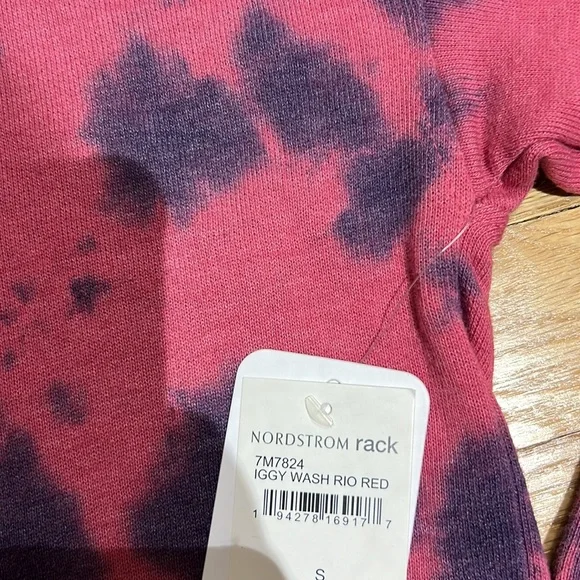 NORDSTROM rack
7M7824
IGGY WASH RIO RED
1 94278 16917 7
S